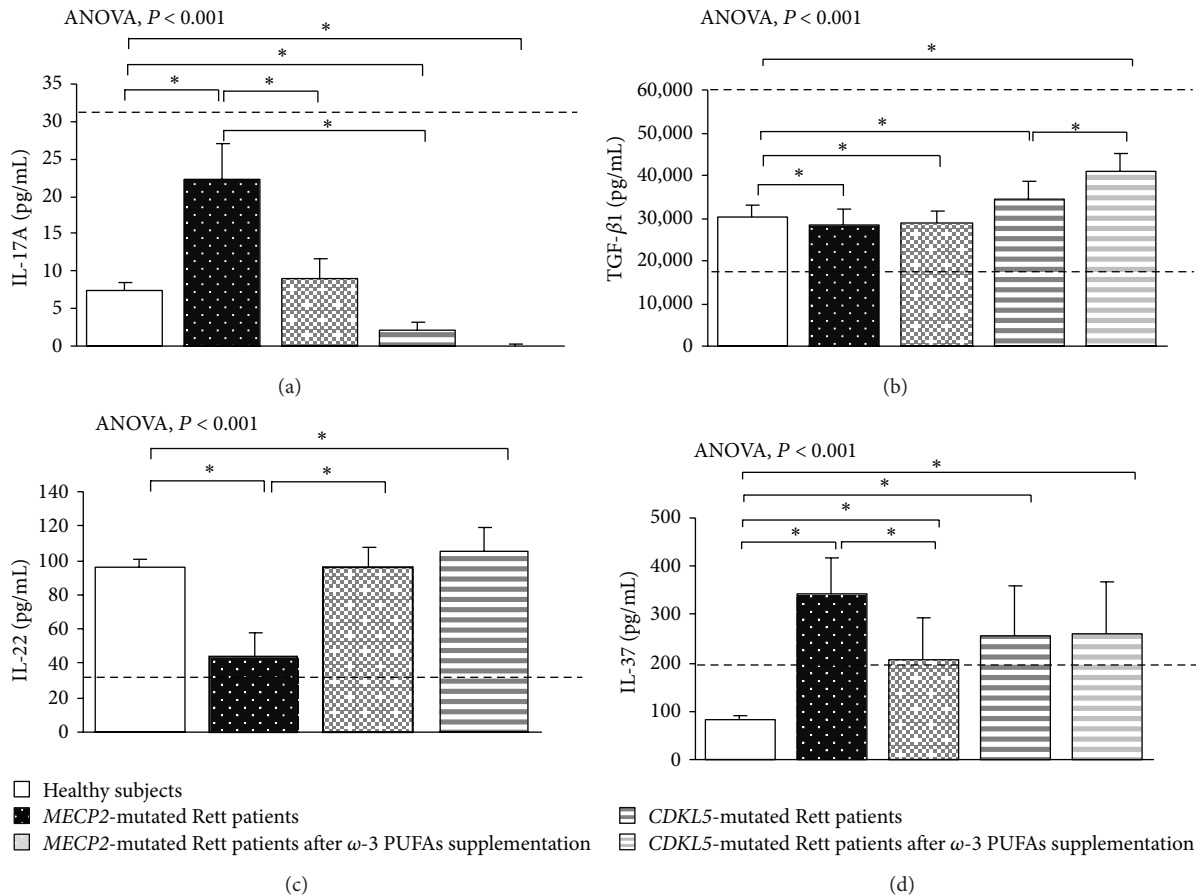 ANOVA, P < 0.001
*
*
* *
*
35
30
25
20
15
10
5
0
IL-17A (pg/mL)
(a)
ANOVA, P < 0.001
*
*
*
*
*
60,000
50,000
40,000
30,000
20,000
10,000
0
TGF-β1 (pg/mL)
(b)
ANOVA, P < 0.001
*
* *
140
120
100
80
60
40
20
0
IL-22 (pg/mL)
ANOVA, P < 0.001
*
*
*
* *
500
400
300
200
100
0
IL-37 (pg/mL)
Healthy subjects
MECP2-mutated Rett patients
MECP2-mutated Rett patients after ω-3 PUFAs supplementation
(c)
CDKL5-mutated Rett patients
CDKL5-mutated Rett patients after ω-3 PUFAs supplementation
(d)